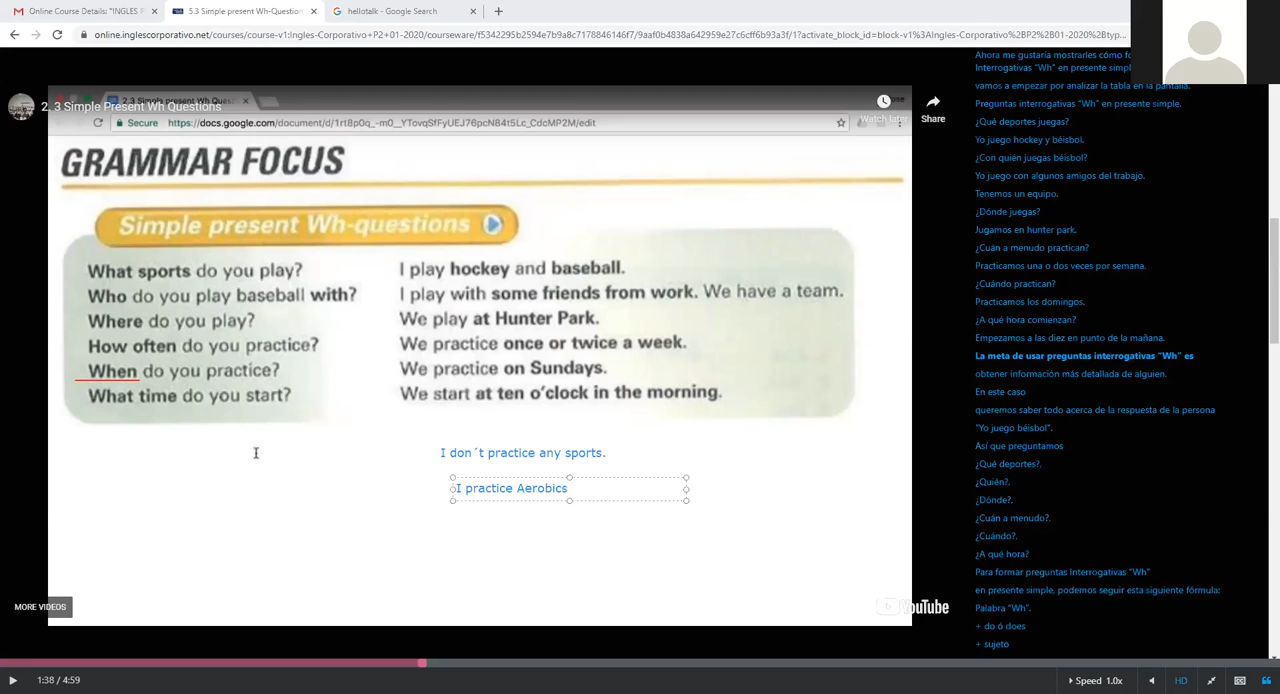 Online Course Details: "INGLES P
5.3 Simple present Wh-Question
hellotalk - Google Search
online.inglescorporativo.net/courses/course-v1:Ingles-Corporativo+P2+01-2020/courseware/f5342295b2594e7b9a8c7178846146f7/9aaf0b4838a642959e27c6cff6b93a3f/1?activate_block_id=block-v1%3AIngles-Corporativo%2BP2%2B01-2020%2Btyp...
2. 3 Simple Present Wh Questions
2.3 Simple present Wh Quest
Secure
https://docs.google.com/document/d/1rt8p0q_-m0__YTovqSfFyUEJ76pcN84t5Lc_CdcMP2M/edit
Watch later
Share
GRAMMAR FOCUS
Simple present Wh-questions
What sports do you play? I play hockey and baseball.
Who do you play baseball with? I play with some friends from work. We have a team.
Where do you play? We play at Hunter Park.
How often do you practice? We practice once or twice a week.
When do you practice? We practice on Sundays.
What time do you start? We start at ten o'clock in the morning.
I don´t practice any sports.
I practice Aerobics
MORE VIDEOS
YouTube
1:38 / 4:59
Speed 1.0x
HD
Ahora me gustaría mostrarles cómo fo
Interrogativas "Wh" en presente simpl
vamos a empezar por analizar la tabla en la pantalla.
Preguntas interrogativas "Wh" en presente simple.
¿Qué deportes juegas?
Yo juego hockey y béisbol.
¿Con quién juegas béisbol?
Yo juego con algunos amigos del trabajo.
Tenemos un equipo.
¿Dónde juegas?
Jugamos en hunter park.
¿Cuán a menudo practican?
Practicamos una o dos veces por semana.
¿Cuándo practican?
Practicamos los domingos.
¿A qué hora comienzan?
Empezamos a las diez en punto de la mañana.
La meta de usar preguntas interrogativas "Wh" es
obtener información más detallada de alguien.
En este caso
queremos saber todo acerca de la respuesta de la persona
"Yo juego béisbol".
Así que preguntamos
¿Qué deportes?,
¿Quién?,
¿Dónde?,
¿Cuán a menudo?,
¿Cuándo?,
¿A qué hora?
Para formar preguntas Interrogativas "Wh"
en presente simple, podemos seguir esta siguiente fórmula:
Palabra "Wh",
+ do ó does
+ sujeto